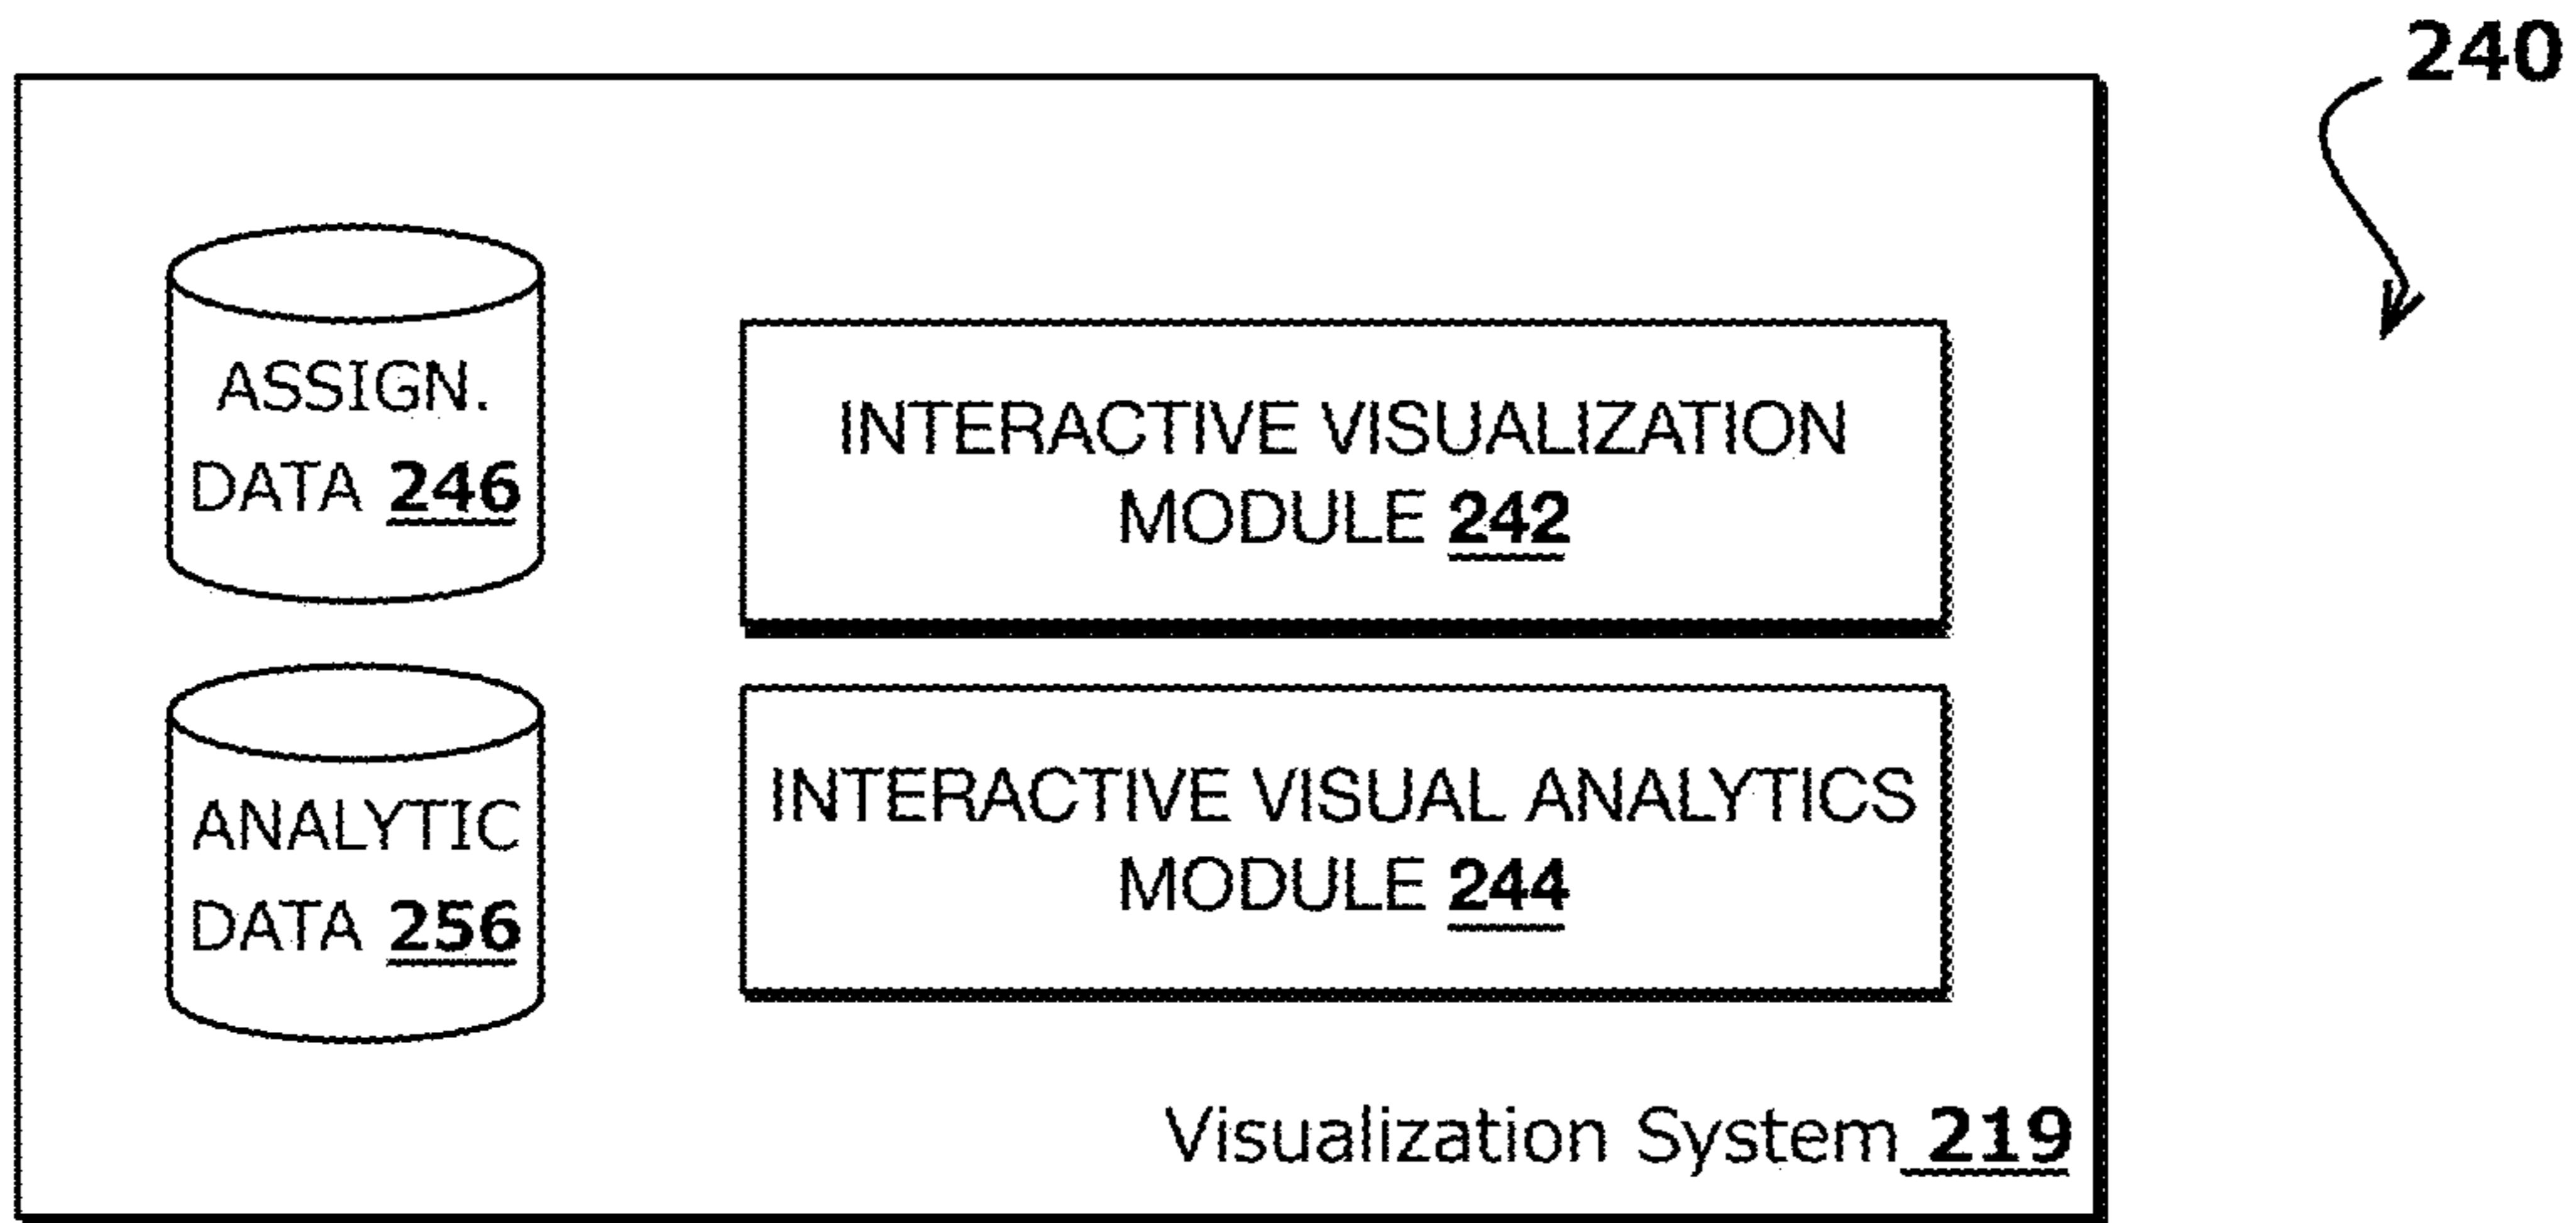 240
ASSIGN.
DATA 246
INTERACTIVE VISUALIZATION
MODULE 242
ANALYTIC
DATA 256
INTERACTIVE VISUAL ANALYTICS
MODULE 244
Visualization System 219